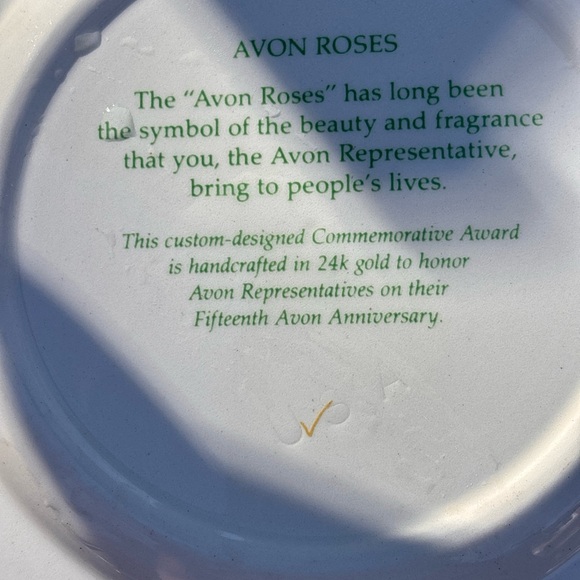 AVON ROSES
The “Avon Roses” has long been
the symbol of the beauty and fragrance
that you, the Avon Representative,
bring to people’s lives.
This custom-designed Commemorative Award
is handcrafted in 24k gold to honor
Avon Representatives on their
Fifteenth Avon Anniversary.